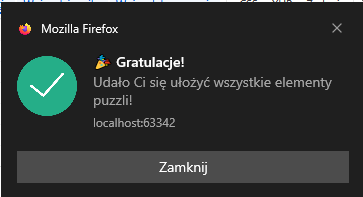 Mozilla Firefox
🎉 Gratulacje!
Udało Ci się ułożyć wszystkie elementy
puzzli!
localhost:63342
Zamknij